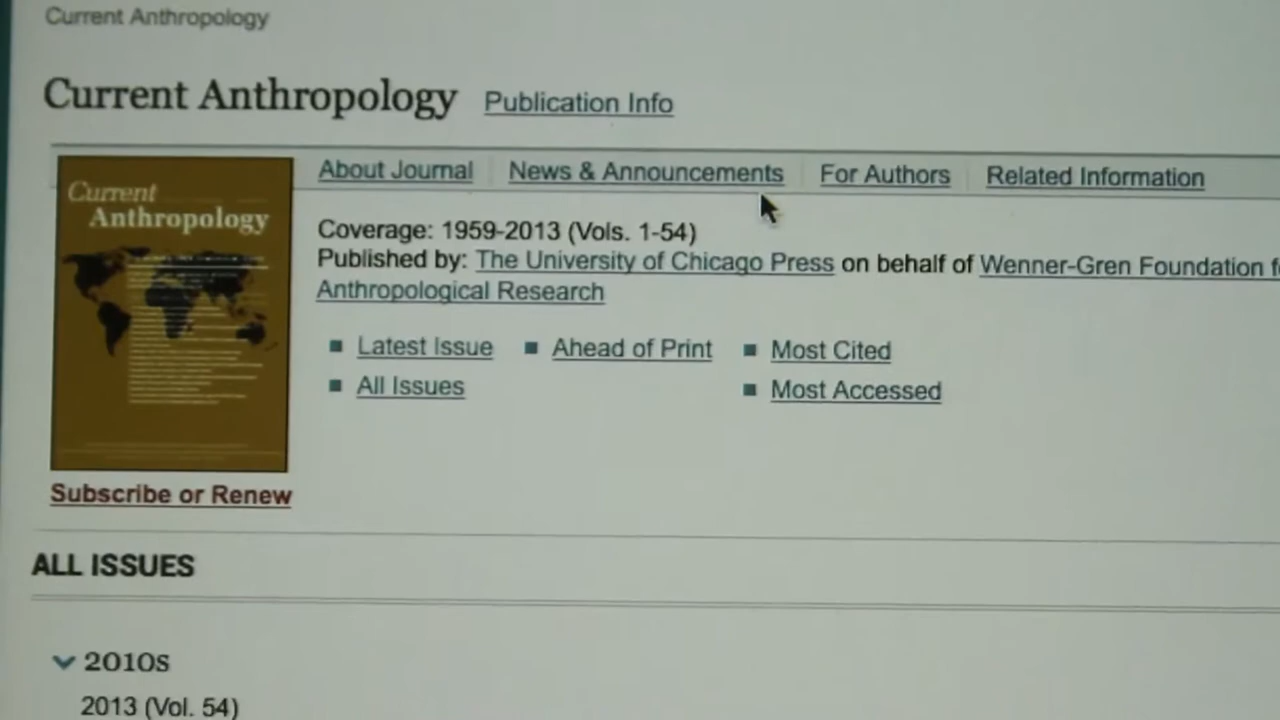 Current Anthropology
Current Anthropology Publication Info
Current
Anthropology
About Journal News & Announcements For Authors Related Information
Coverage: 1959-2013 (Vols. 1-54)
Published by: The University of Chicago Press on behalf of Wenner-Gren Foundation
Anthropological Research
Latest Issue Ahead of Print Most Cited
All Issues Most Accessed
Subscribe or Renew
ALL ISSUES
2010s
2013 (Vol. 54)